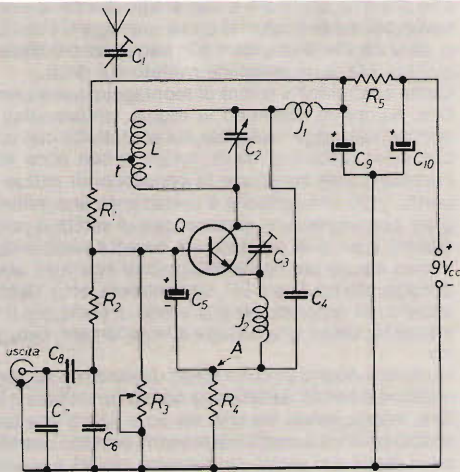 C1
R5
J1
L
C2
t
C9
C10
+
-
+
-
Q
C3
R2
C5
+
-
J2
C4
+
9Vcc
-
A
uscita
C8
R3
R4
C6